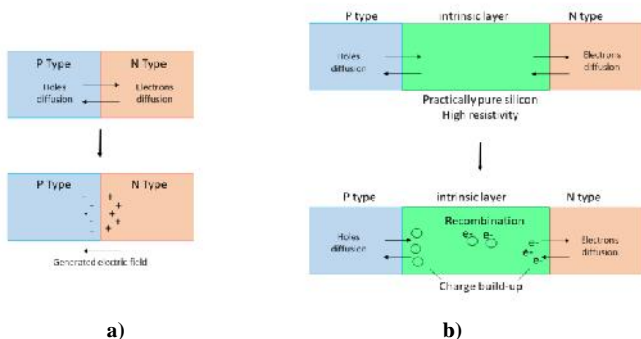 P Type N Type
Holes diffusion
Electrons diffusion
P Type N Type
Generated electric field
a)
P type intrinsic layer N type
Holes diffusion
Electrons diffusion
Practically pure silicon
High resistivity
P type intrinsic layer N type
Recombination
e- e-
Holes diffusion
e-
e-
e-
Electrons diffusion
Charge build-up
b)